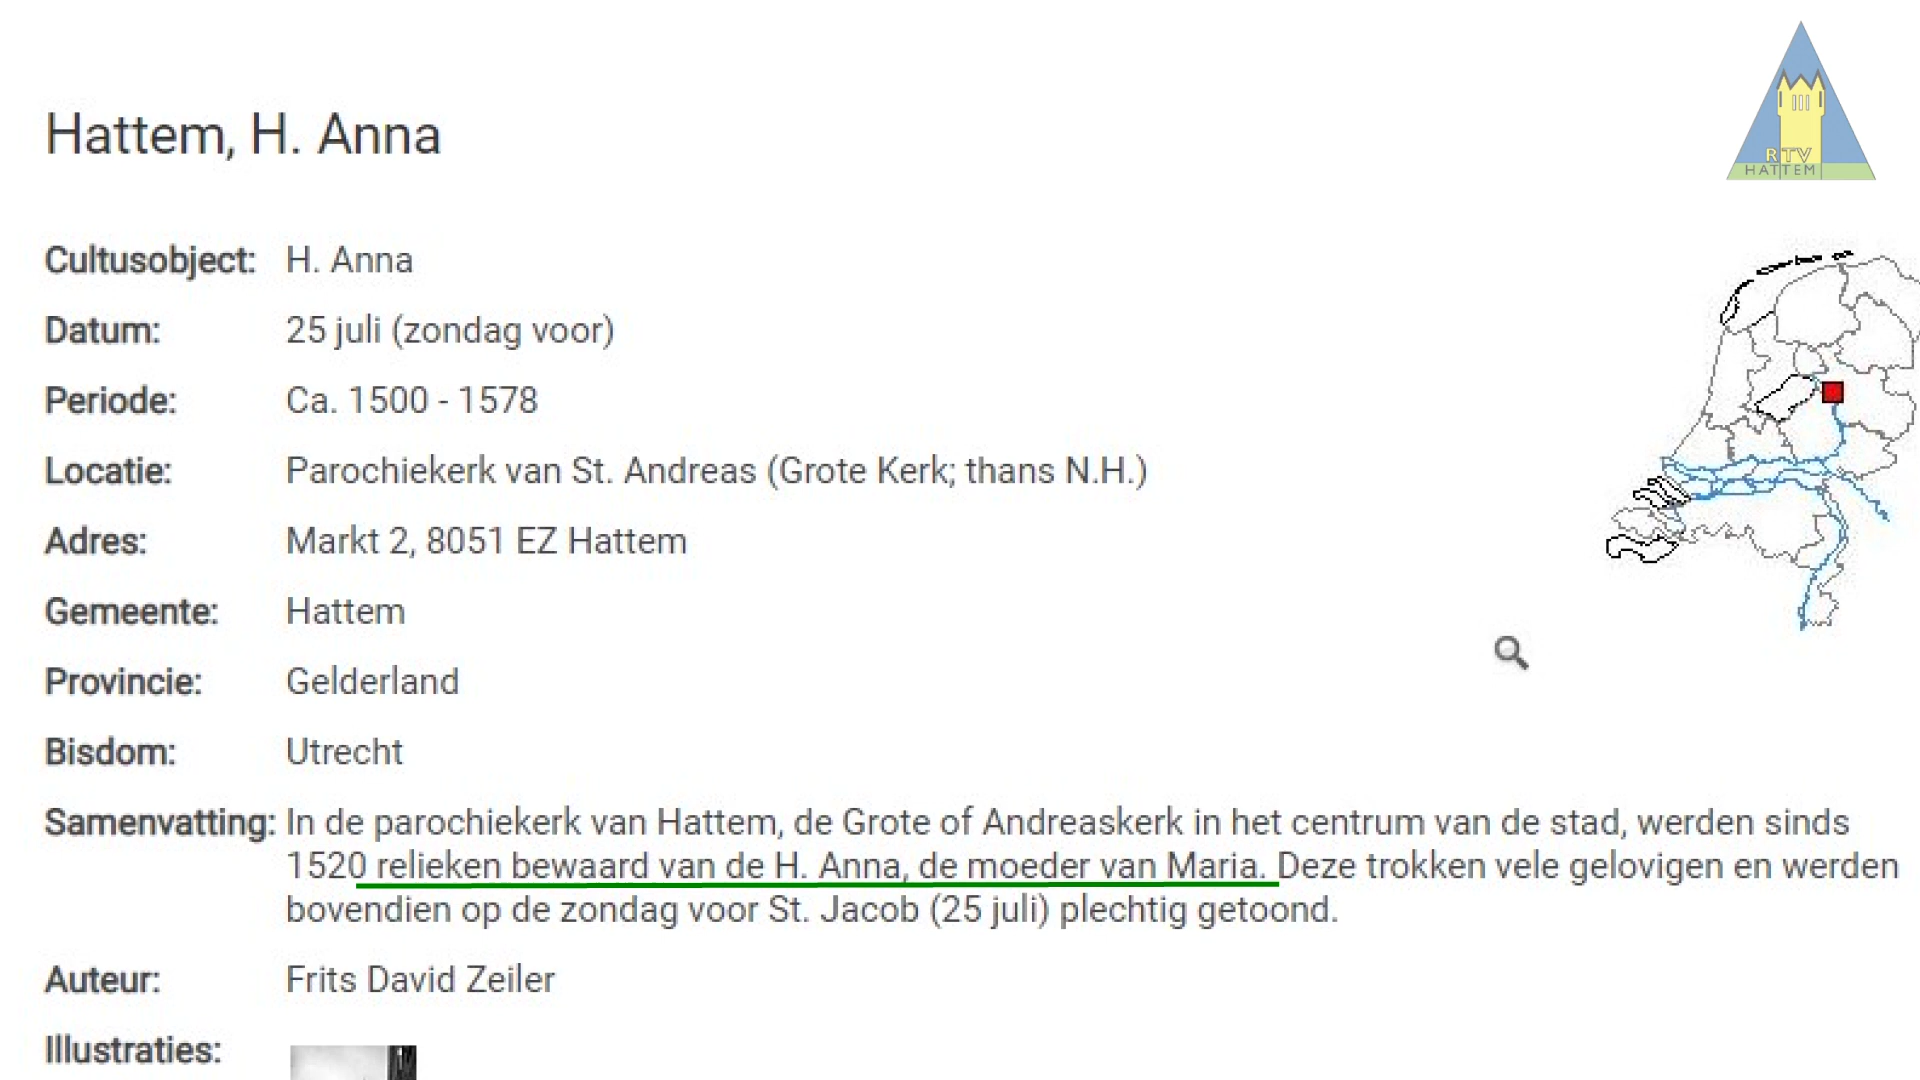 Hattem, H. Anna
Cultusobject: H. Anna
Datum: 25 juli (zondag voor)
Periode: Ca. 1500 - 1578
Locatie: Parochiekerk van St. Andreas (Grote Kerk; thans N.H.)
Adres: Markt 2, 8051 EZ Hattem
Gemeente: Hattem
Provincie: Gelderland
Bisdom: Utrecht
Samenvatting: In de parochiekerk van Hattem, de Grote of Andreaskerk in het centrum van de stad, werden sinds
1520 relieken bewaard van de H. Anna, de moeder van Maria. Deze trokken vele gelovigen en werden
bovendien op de zondag voor St. Jacob (25 juli) plechtig getoond.
Auteur: Frits David Zeiler
Illustraties:
RTV
HATTEM